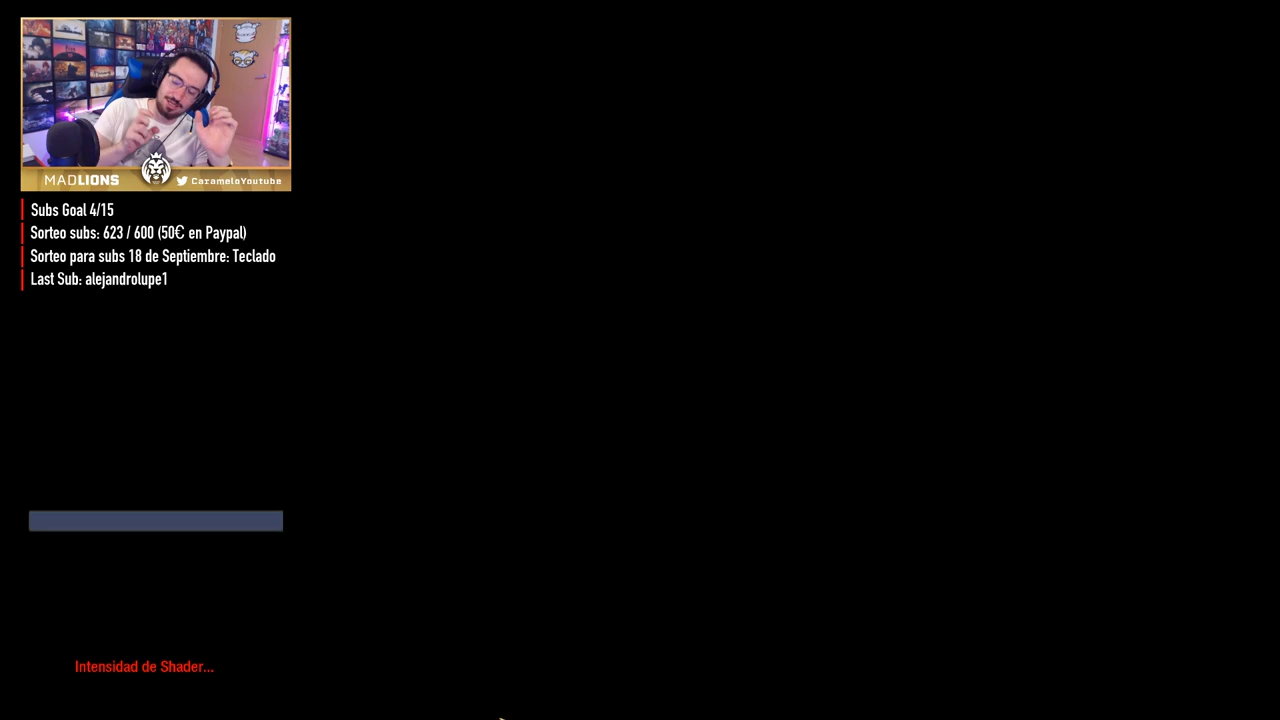 MADLIONS
CarameloYoutube
Subs Goal 4/15
Sorteo subs: 623 / 600 (50€ en Paypal)
Sorteo para subs 18 de Septiembre: Teclado
Last Sub: alejandrolupe1
Intensidad de Shader...